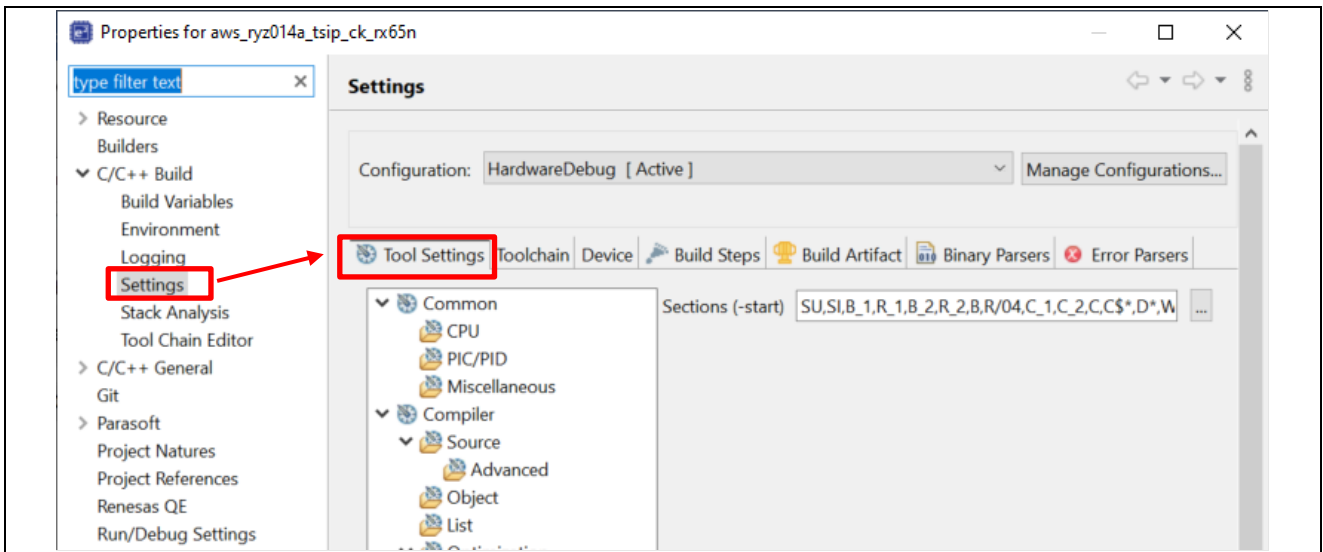 Properties for aws_ryz014a_tsip_ck_rx65n
type filter text
Settings
Resource
Builders
C/C++ Build
Build Variables
Environment
Logging
Settings
Stack Analysis
Tool Chain Editor
C/C++ General
Git
Parasoft
Project Natures
Project References
Renesas QE
Run/Debug Settings
Configuration: HardwareDebug [ Active ] Manage Configurations...
Tool Settings Toolchain Device Build Steps Build Artifact Binary Parsers Error Parsers
Common
CPU
PIC/PID
Miscellaneous
Compiler
Source
Advanced
Object
List
Sections (-start) SU,SI,B_1,R_1,B_2,R_2,B,R/04,C_1,C_2,C,C$*,D*,W ...